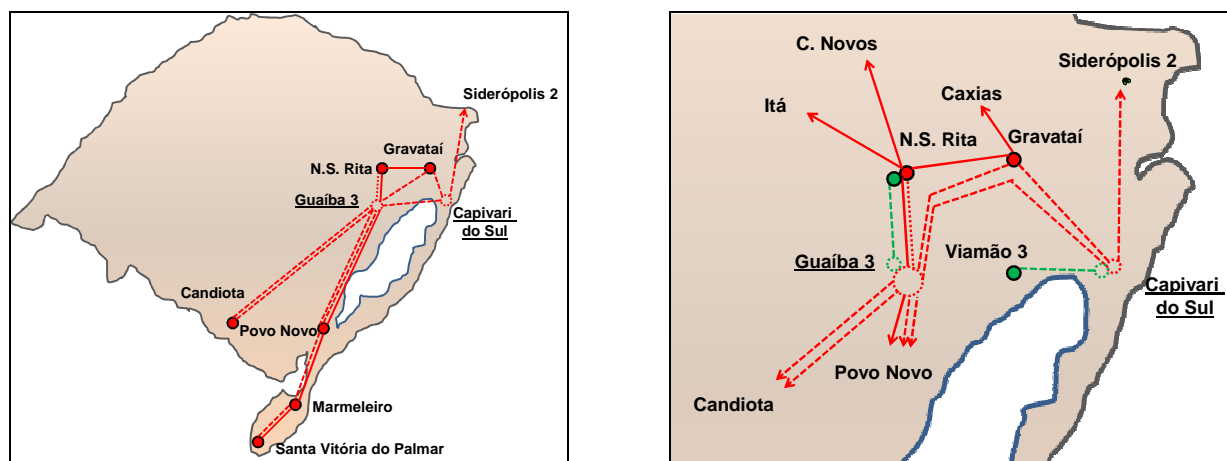 Siderópolis 2
Gravataí
N.S. Rita
Guaíba 3
Capivari
do Sul
Candiota
Povo Novo
Marmeleiro
Santa Vitória do Palmar
C. Novos
Siderópolis 2
Caxias
Itá
N.S. Rita
Gravataí
Viamão 3
Guaíba 3
Capivari
do Sul
Povo Novo
Candiota